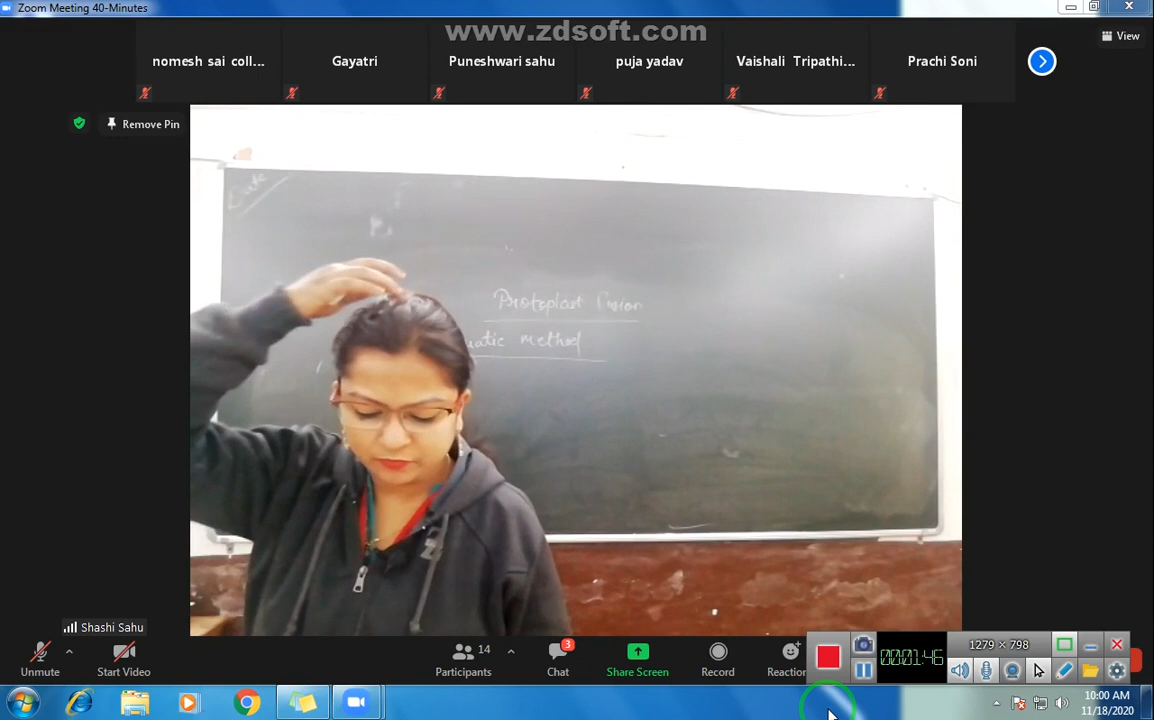 Zoom Meeting 40-Minutes
www.zdsoft.com
View
nomesh sai coll...
Gayatri
Puneshwari sahu
puja yadav
Vaishali Tripathi...
Prachi Soni
Remove Pin
Date
Protoplast Fusion
matic method
Shashi Sahu
Unmute
Start Video
14
Participants
3
Chat
Share Screen
Record
Reaction
00:01:46
1279 × 798
10:00 AM
11/18/2020